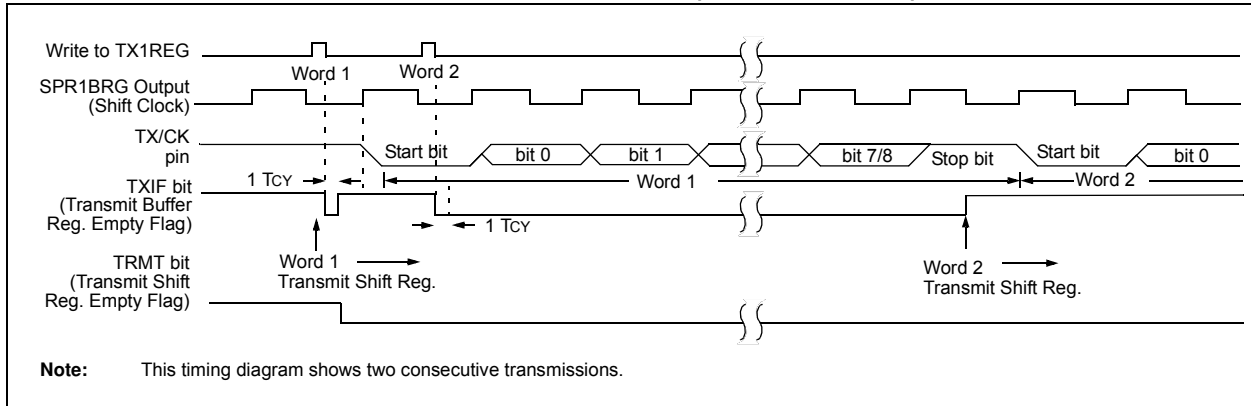 Write to TX1REG
Word 1
Word 2
SPR1BRG Output
(Shift Clock)
TX/CK
pin
Start bit
bit 0
bit 1
bit 7/8
Stop bit
Start bit
bit 0
1 TCY
Word 1
Word 2
TXIF bit
(Transmit Buffer
Reg. Empty Flag)
1 TCY
Word 1
Transmit Shift Reg.
Word 2
Transmit Shift Reg.
TRMT bit
(Transmit Shift
Reg. Empty Flag)
Note: This timing diagram shows two consecutive transmissions.